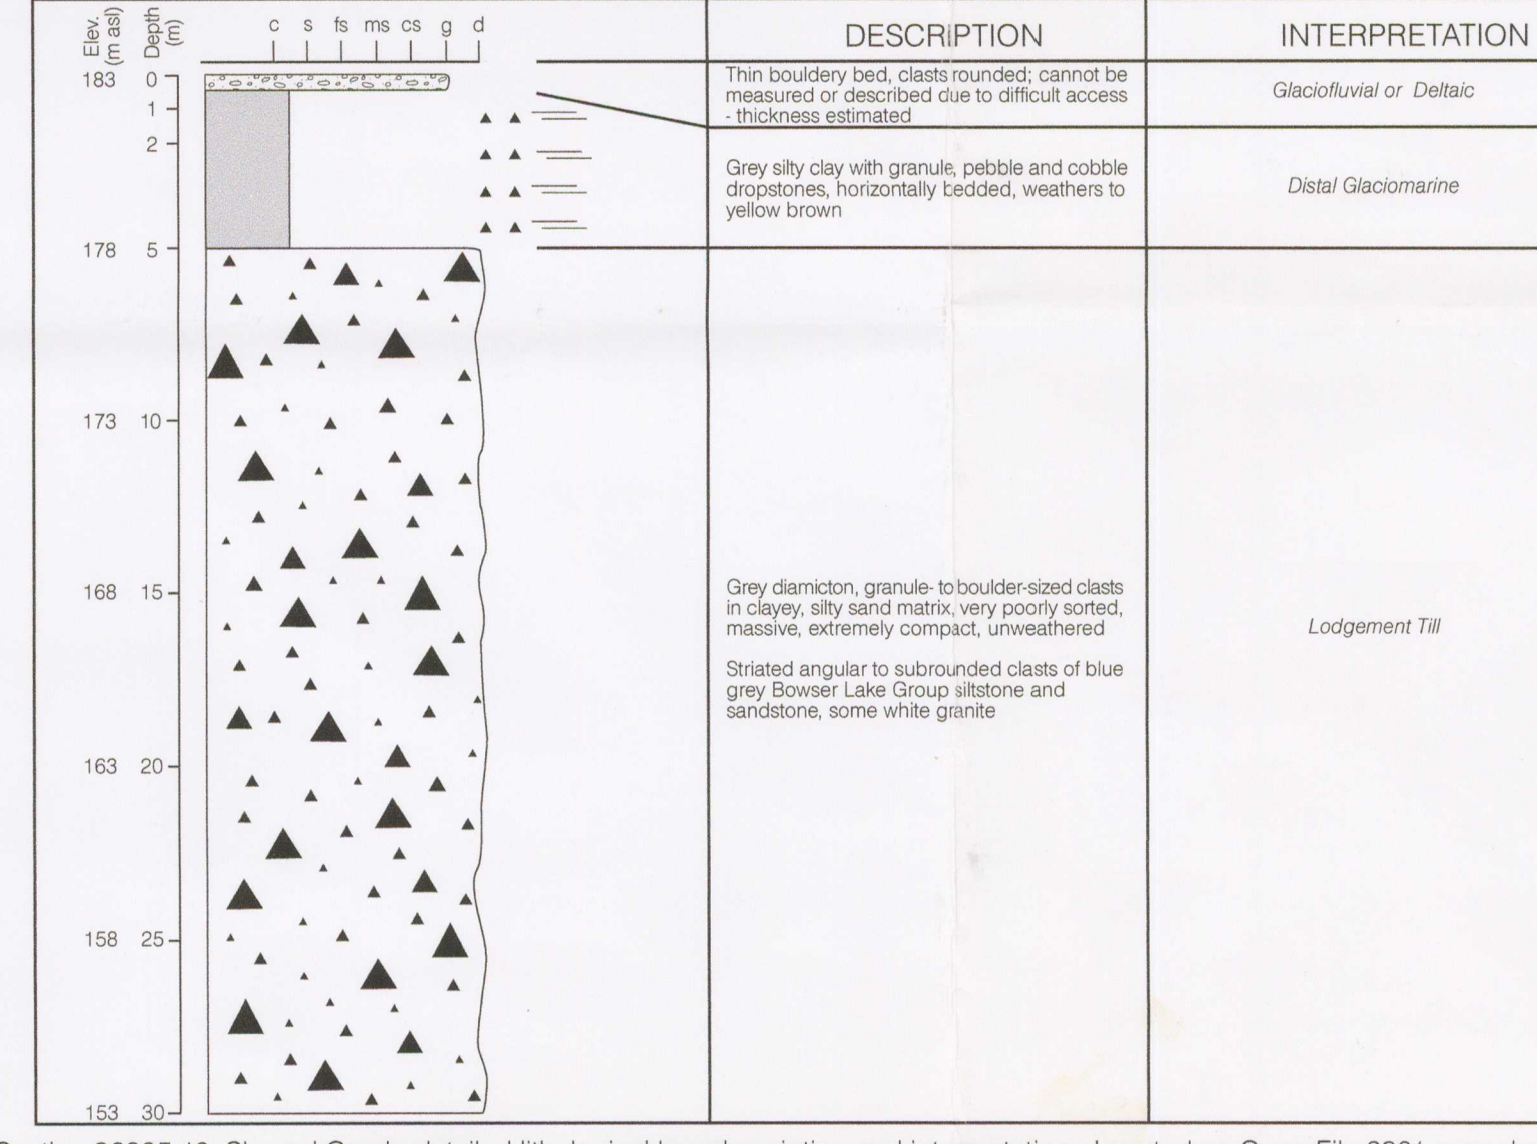 Elev. (m asl)
Depth (m)
c s fs ms cs g d
DESCRIPTION
INTERPRETATION
183 0
1
2
178 5
173 10
168 15
163 20
158 25
153 30
Thin bouldery bed, clasts rounded; cannot be
measured or described due to difficult access
- thickness estimated
Glaciofluvial or Deltaic
Grey silty clay with granule, pebble and cobble
dropstones, horizontally bedded, weathers to
yellow brown
Distal Glaciomarine
Grey diamicton, granule- to boulder-sized clasts
in clayey, silty sand matrix, very poorly sorted,
massive, extremely compact, unweathered
Lodgement Till
Striated angular to subrounded clasts of blue
grey Bowser Lake Group siltstone and
sandstone, some white granite